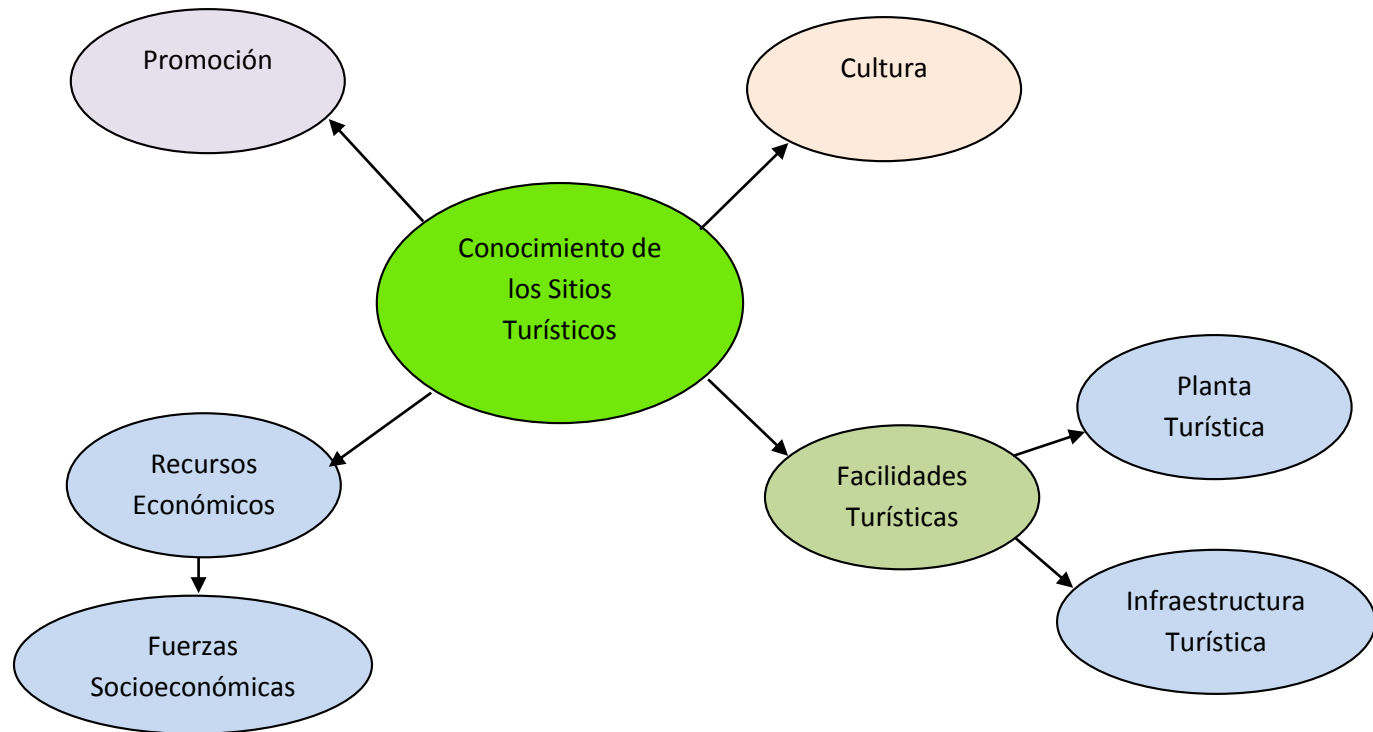 Promoción
Cultura
Conocimiento de
los Sitios
Turísticos
Planta
Turística
Recursos
Económicos
Facilidades
Turísticas
Infraestructura
Turística
Fuerzas
Socioeconómicas